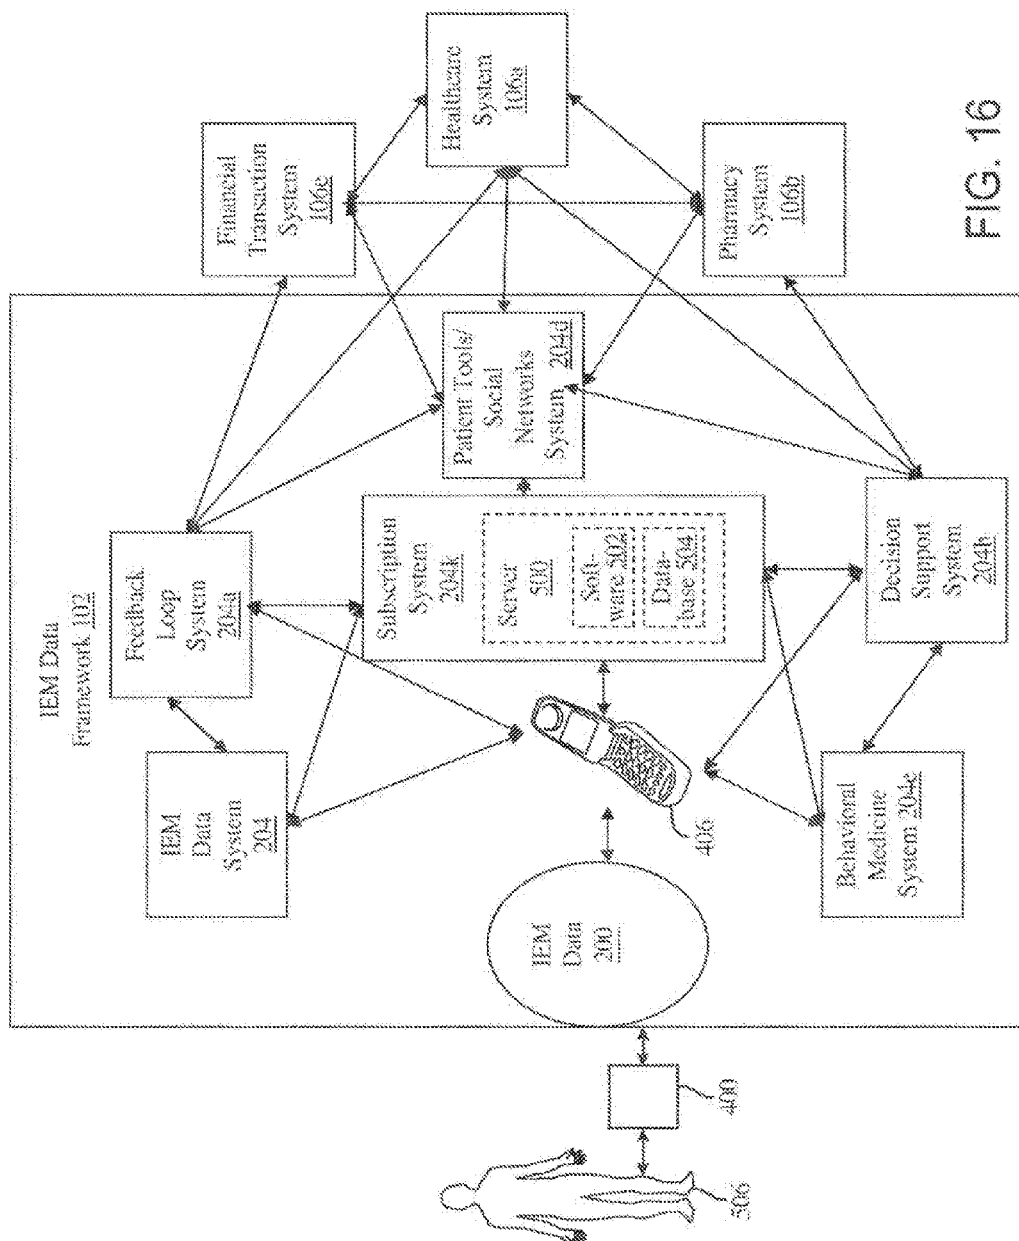 IEM Data
Framework 102
IEM
Data
System
204
Feedback
Loop
System
204a
Financial
Transaction
System
106e
Subscription
System
204k
Server
500
Soft-
ware 502
Data-
base 504
Patient Tools/
Social
Networks
System 204d
Healthcare
System
106a
IEM
Data
200
406
400
506
Behavioral
Medicine
System 204e
Decision
Support
System
204b
Pharmacy
System
106b
FIG. 16